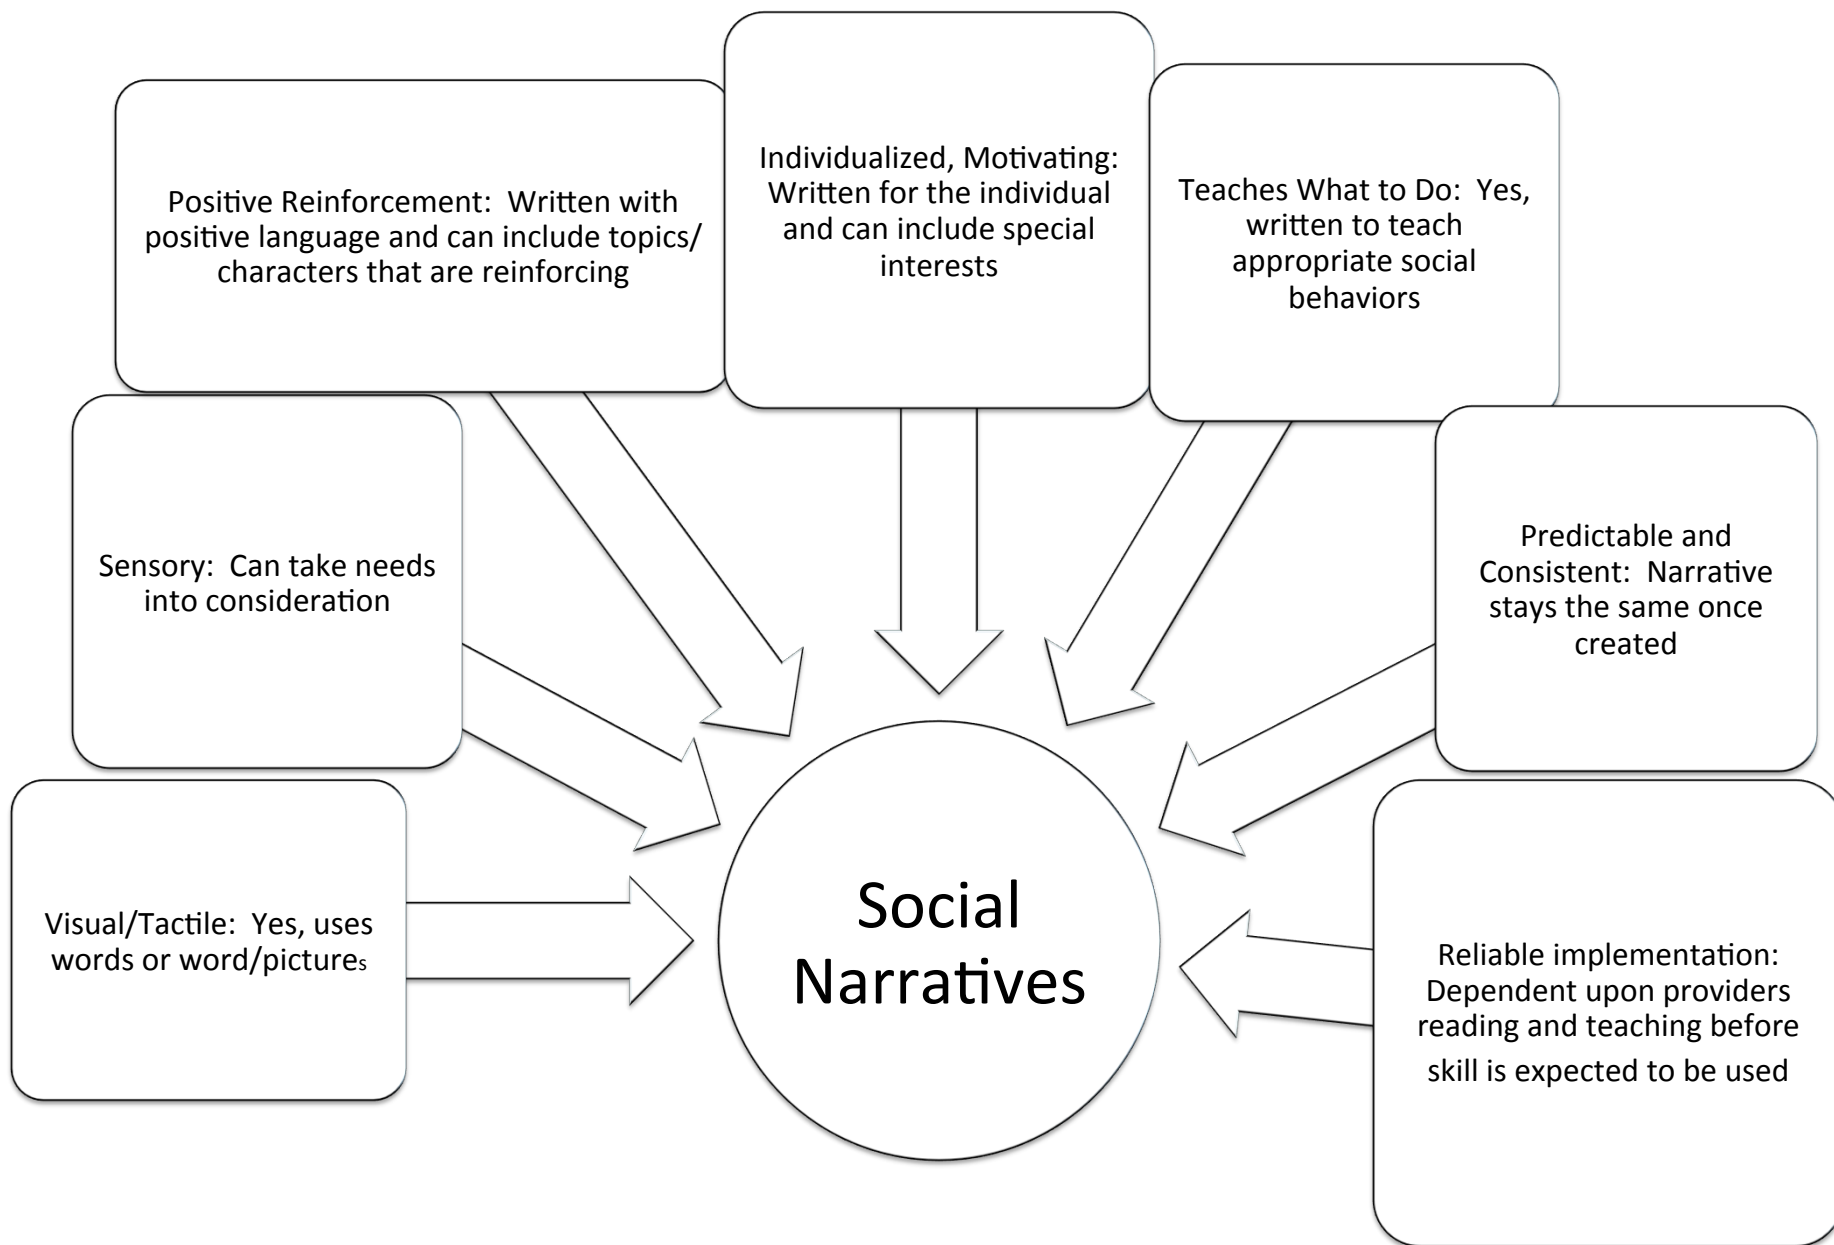 Positive Reinforcement:  Written with
positive language and can include topics/
characters that are reinforcing
Individualized, Motivating:
Written for the individual
and can include special
interests
Teaches What to Do:  Yes,
written to teach
appropriate social
behaviors
Sensory:  Can take needs
into consideration
Predictable and
Consistent:  Narrative
stays the same once
created
Visual/Tactile:  Yes, uses
words or word/pictures
Social
Narratives
Reliable implementation:
Dependent upon providers
reading and teaching before
skill is expected to be used